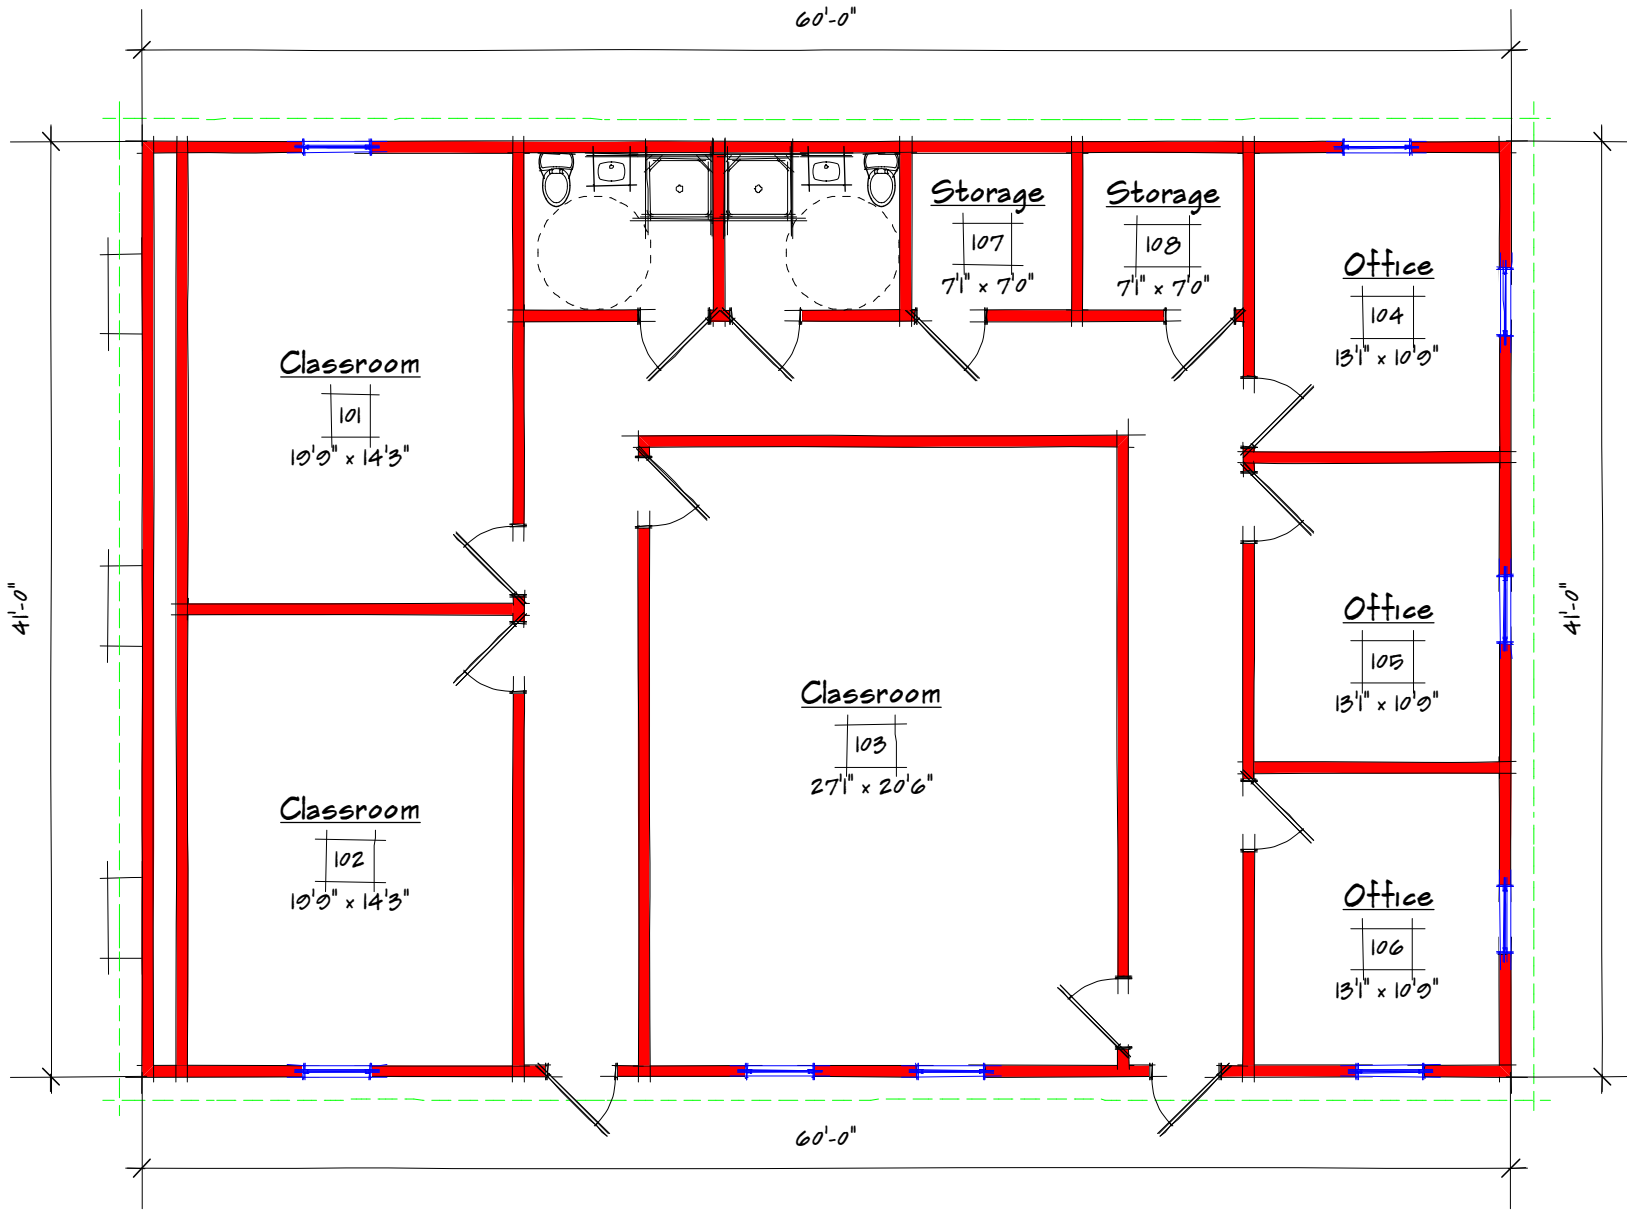 60'-0"
Storage
107
7'1" x 7'0"
Storage
108
7'1" x 7'0"
Office
104
13'1" x 10'9"
Classroom
101
19'9" x 14'3"
41'-0"
41'-0"
Office
105
13'1" x 10'9"
Classroom
103
27'1" x 20'6"
Classroom
102
19'9" x 14'3"
Office
106
13'1" x 10'9"
60'-0"